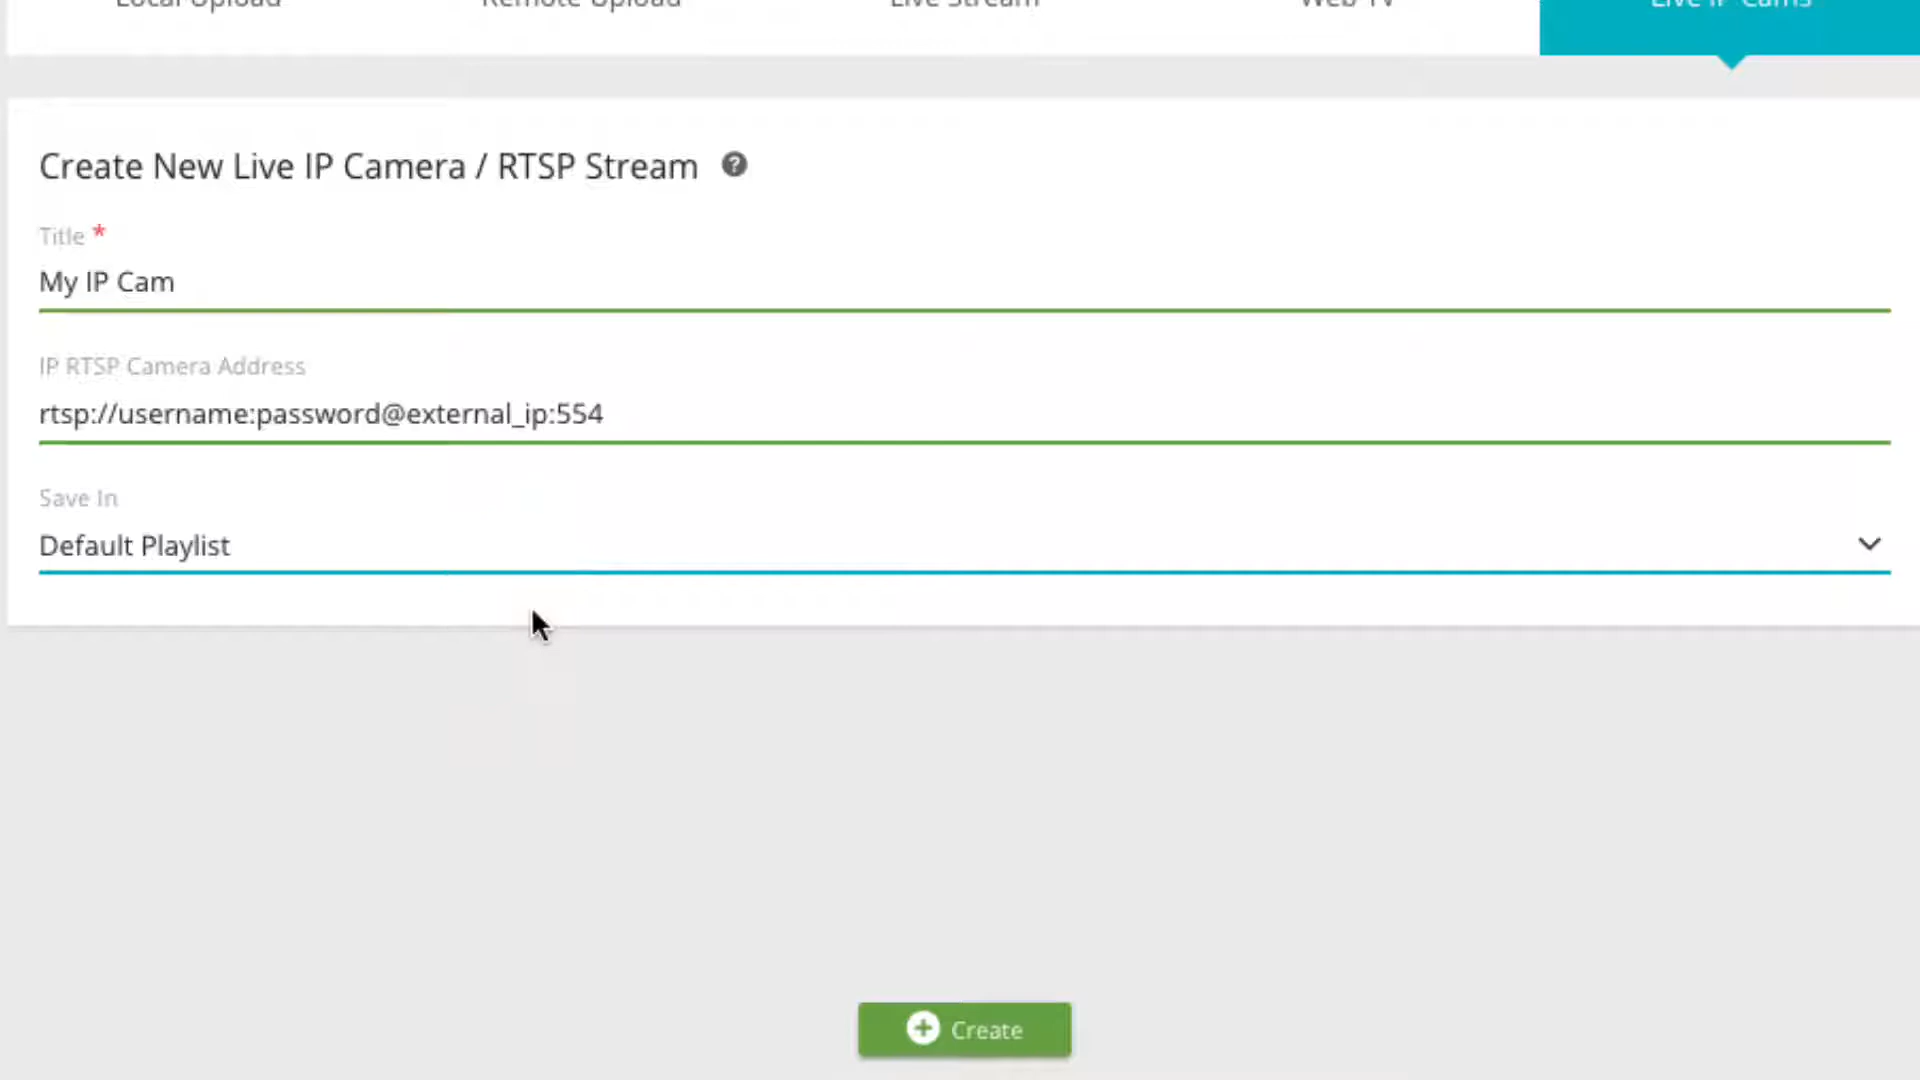 Local Upload Remote Upload Live Stream Web TV Live IP Cams
Create New Live IP Camera / RTSP Stream ?
Title *
My IP Cam
IP RTSP Camera Address
rtsp://username:password@external_ip:554
Save In
Default Playlist
Create